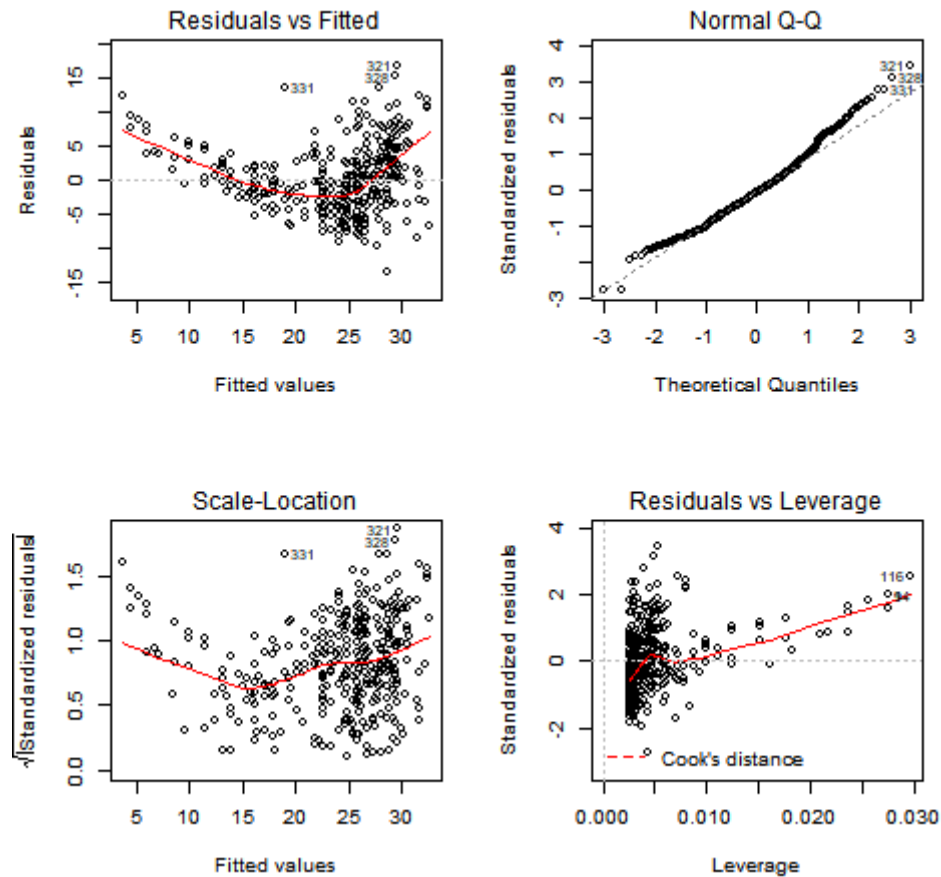 Residuals vs Fitted
Residuals
15
5
0
-5
-15
321
328
331
5 10 15 20 25 30
Fitted values
Normal Q-Q
Standardized residuals
4
3
2
1
0
-1
-3
321
328
331
-3 -2 -1 0 1 2 3
Theoretical Quantiles
Scale-Location
√|Standardized residuals|
1.5
1.0
0.5
0.0
321
328
331
5 10 15 20 25 30
Fitted values
Residuals vs Leverage
Standardized residuals
4
2
0
-2
116
Cook's distance
0.000 0.010 0.020 0.030
Leverage